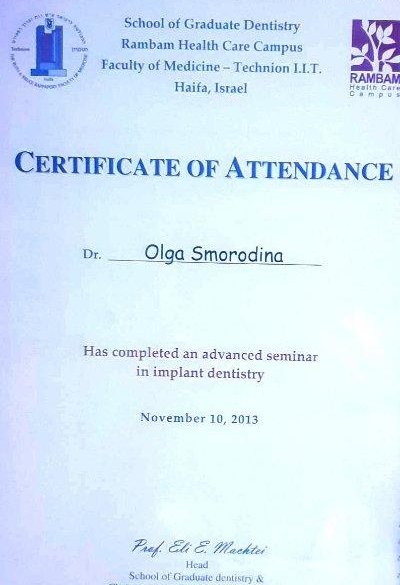 School of Graduate Dentistry
Rambam Health Care Campus
Faculty of Medicine – Technion I.I.T.
Haifa, Israel
Technion
Haifa
RAMBAM
Health Care
Campus
CERTIFICATE OF ATTENDANCE
Dr. Olga Smorodina
Has completed an advanced seminar
in implant dentistry
November 10, 2013
Prof. Eli E. Machtei
Head
School of Graduate dentistry &